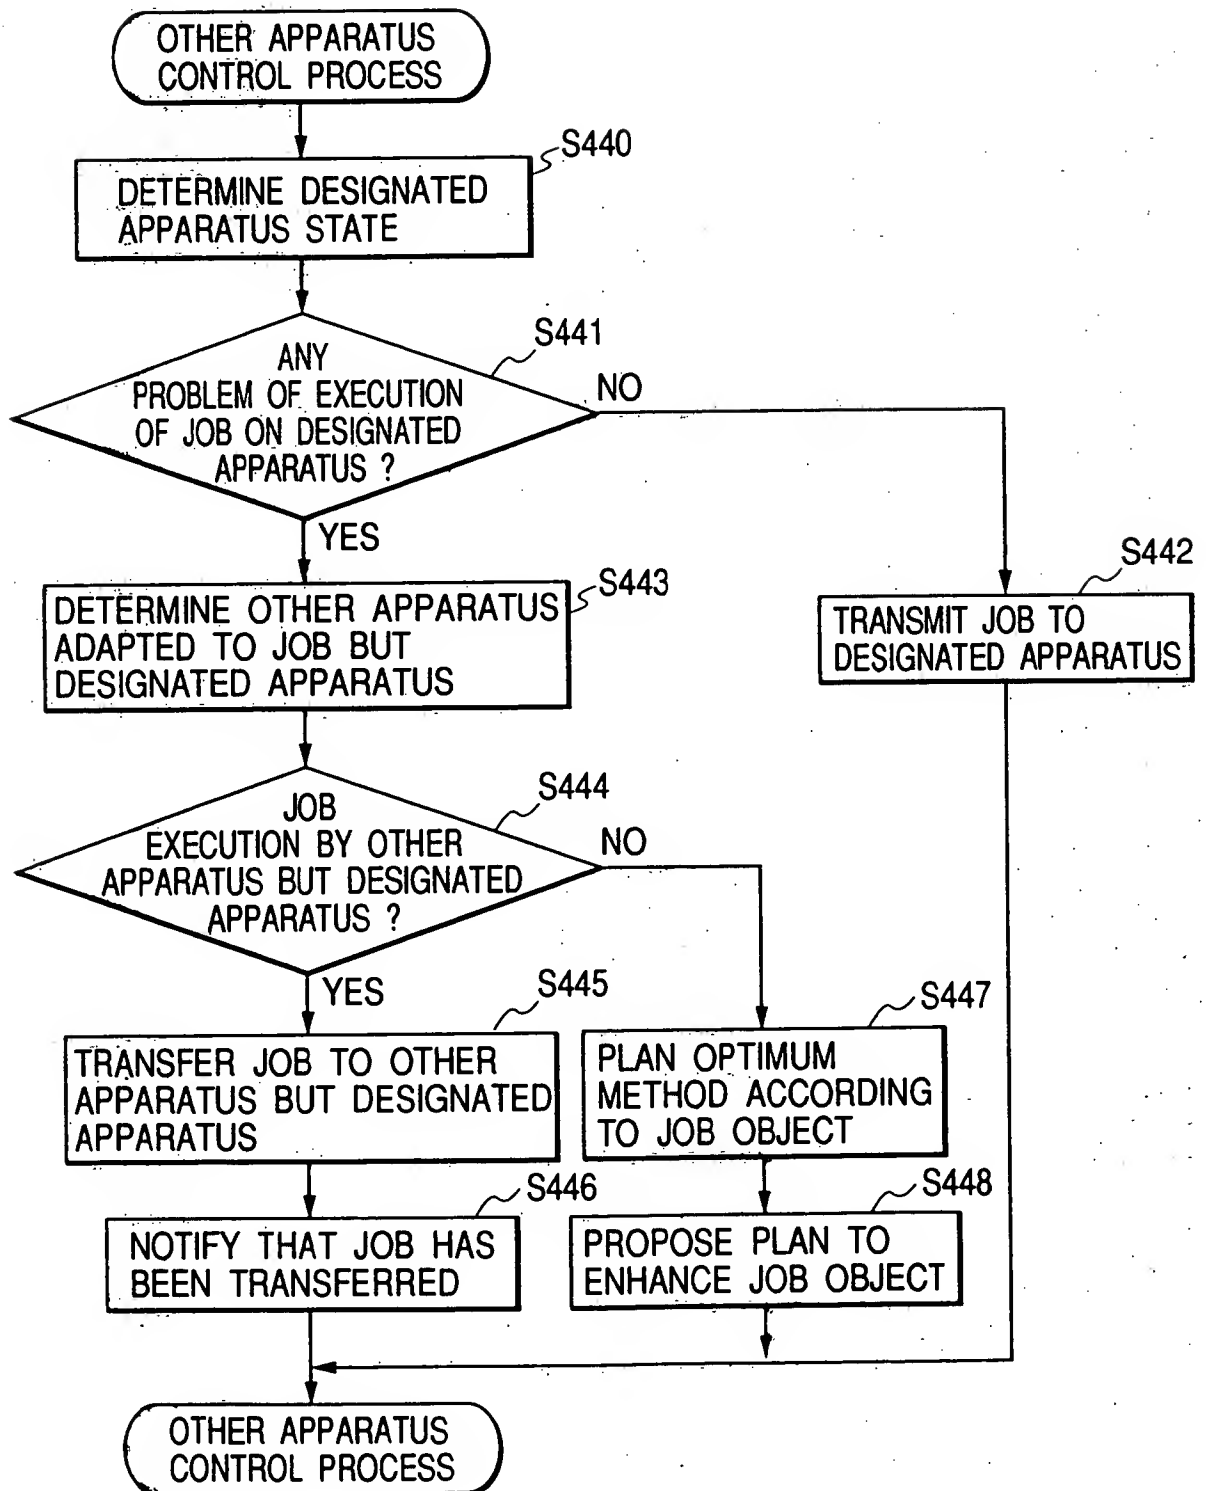 OTHER APPARATUS
CONTROL PROCESS
S440
DETERMINE DESIGNATED
APPARATUS STATE
S441
ANY
PROBLEM OF EXECUTION
OF JOB ON DESIGNATED
APPARATUS ?
NO
YES
S442
TRANSMIT JOB TO
DESIGNATED APPARATUS
S443
DETERMINE OTHER APPARATUS
ADAPTED TO JOB BUT
DESIGNATED APPARATUS
S444
JOB
EXECUTION BY OTHER
APPARATUS BUT DESIGNATED
APPARATUS ?
NO
YES
S445
TRANSFER JOB TO OTHER
APPARATUS BUT DESIGNATED
APPARATUS
S447
PLAN OPTIMUM
METHOD ACCORDING
TO JOB OBJECT
S446
NOTIFY THAT JOB HAS
BEEN TRANSFERRED
S448
PROPOSE PLAN TO
ENHANCE JOB OBJECT
OTHER APPARATUS
CONTROL PROCESS